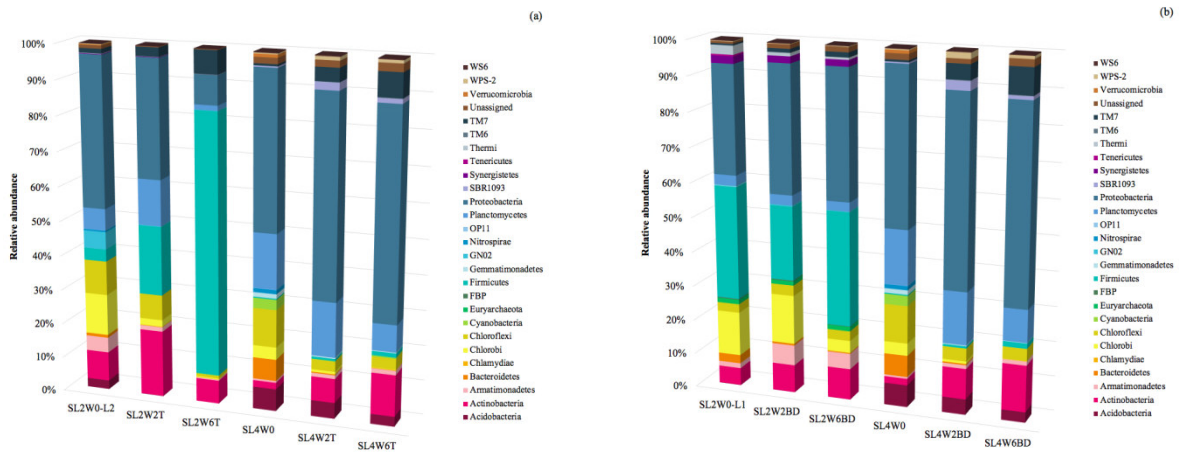 (a)
100%
90%
80%
70%
60%
50%
40%
30%
20%
10%
0%
Relative abundance
SL2W0-L2
SL2W2T
SL2W6T
SL4W0
SL4W2T
SL4W6T
WS6
WPS-2
Verrucomicrobia
Unassigned
TM7
TM6
Thermi
Tenericutes
Synergistetes
SBR1093
Proteobacteria
Planctomycetes
OP11
Nitrospirae
GN02
Gemmatimonadetes
Firmicutes
FBP
Euryarchaeota
Cyanobacteria
Chloroflexi
Chlorobi
Chlamydiae
Bacteroidetes
Armatimonadetes
Actinobacteria
Acidobacteria
(b)
100%
90%
80%
70%
60%
50%
40%
30%
20%
10%
0%
Relative abundance
SL2W0-L1
SL2W2BD
SL2W6BD
SL4W0
SL4W2BD
SL4W6BD
WS6
WPS-2
Verrucomicrobia
Unassigned
TM7
TM6
Thermi
Tenericutes
Synergistetes
SBR1093
Proteobacteria
Planctomycetes
OP11
Nitrospirae
GN02
Gemmatimonadetes
Firmicutes
FBP
Euryarchaeota
Cyanobacteria
Chloroflexi
Chlorobi
Chlamydiae
Bacteroidetes
Armatimonadetes
Actinobacteria
Acidobacteria